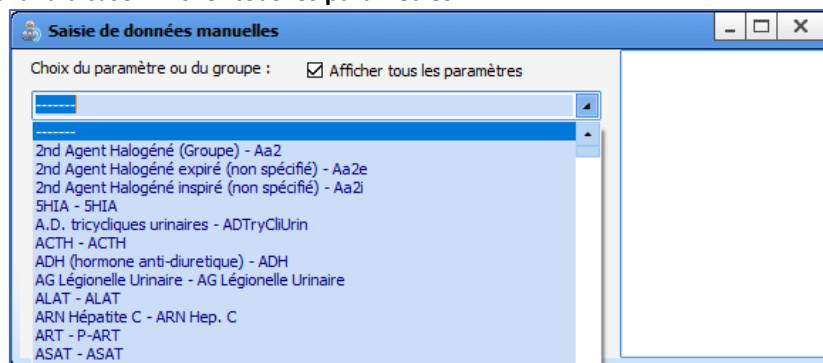 Saisie de données manuelles
Choix du paramètre ou du groupe : Afficher tous les paramètres
-------
-------
2nd Agent Halogéné (Groupe) - Aa2
2nd Agent Halogéné expiré (non spécifié) - Aa2e
2nd Agent Halogéné inspiré (non spécifié) - Aa2i
5HIA - 5HIA
A.D. tricycliques urinaires - ADTryCliUrin
ACTH - ACTH
ADH (hormone anti-diuretique) - ADH
AG Légionelle Urinaire - AG Légionelle Urinaire
ALAT - ALAT
ARN Hépatite C - ARN Hep. C
ART - P-ART
ASAT - ASAT